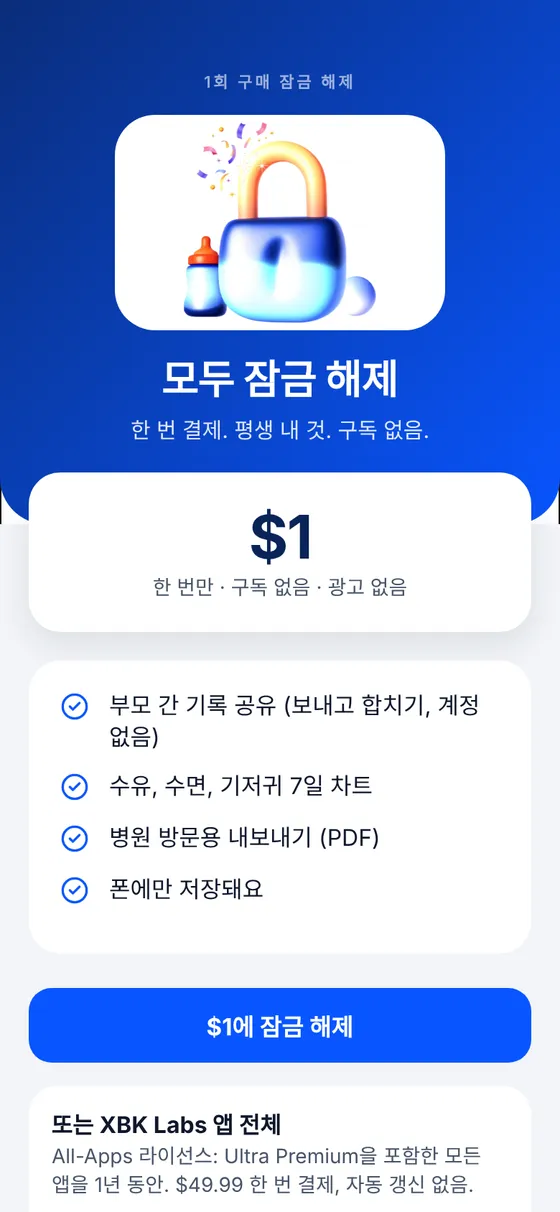 1회 구매 잠금 해제
모두 잠금 해제
한 번 결제. 평생 내 것. 구독 없음.
$1
한 번만 · 구독 없음 · 광고 없음
부모 간 기록 공유 (보내고 합치기, 계정
없음)
수유, 수면, 기저귀 7일 차트
병원 방문용 내보내기 (PDF)
폰에만 저장돼요
$1에 잠금 해제
또는 XBK Labs 앱 전체
All-Apps 라이선스: Ultra Premium을 포함한 모든
앱을 1년 동안. $49.99 한 번 결제, 자동 갱신 없음.